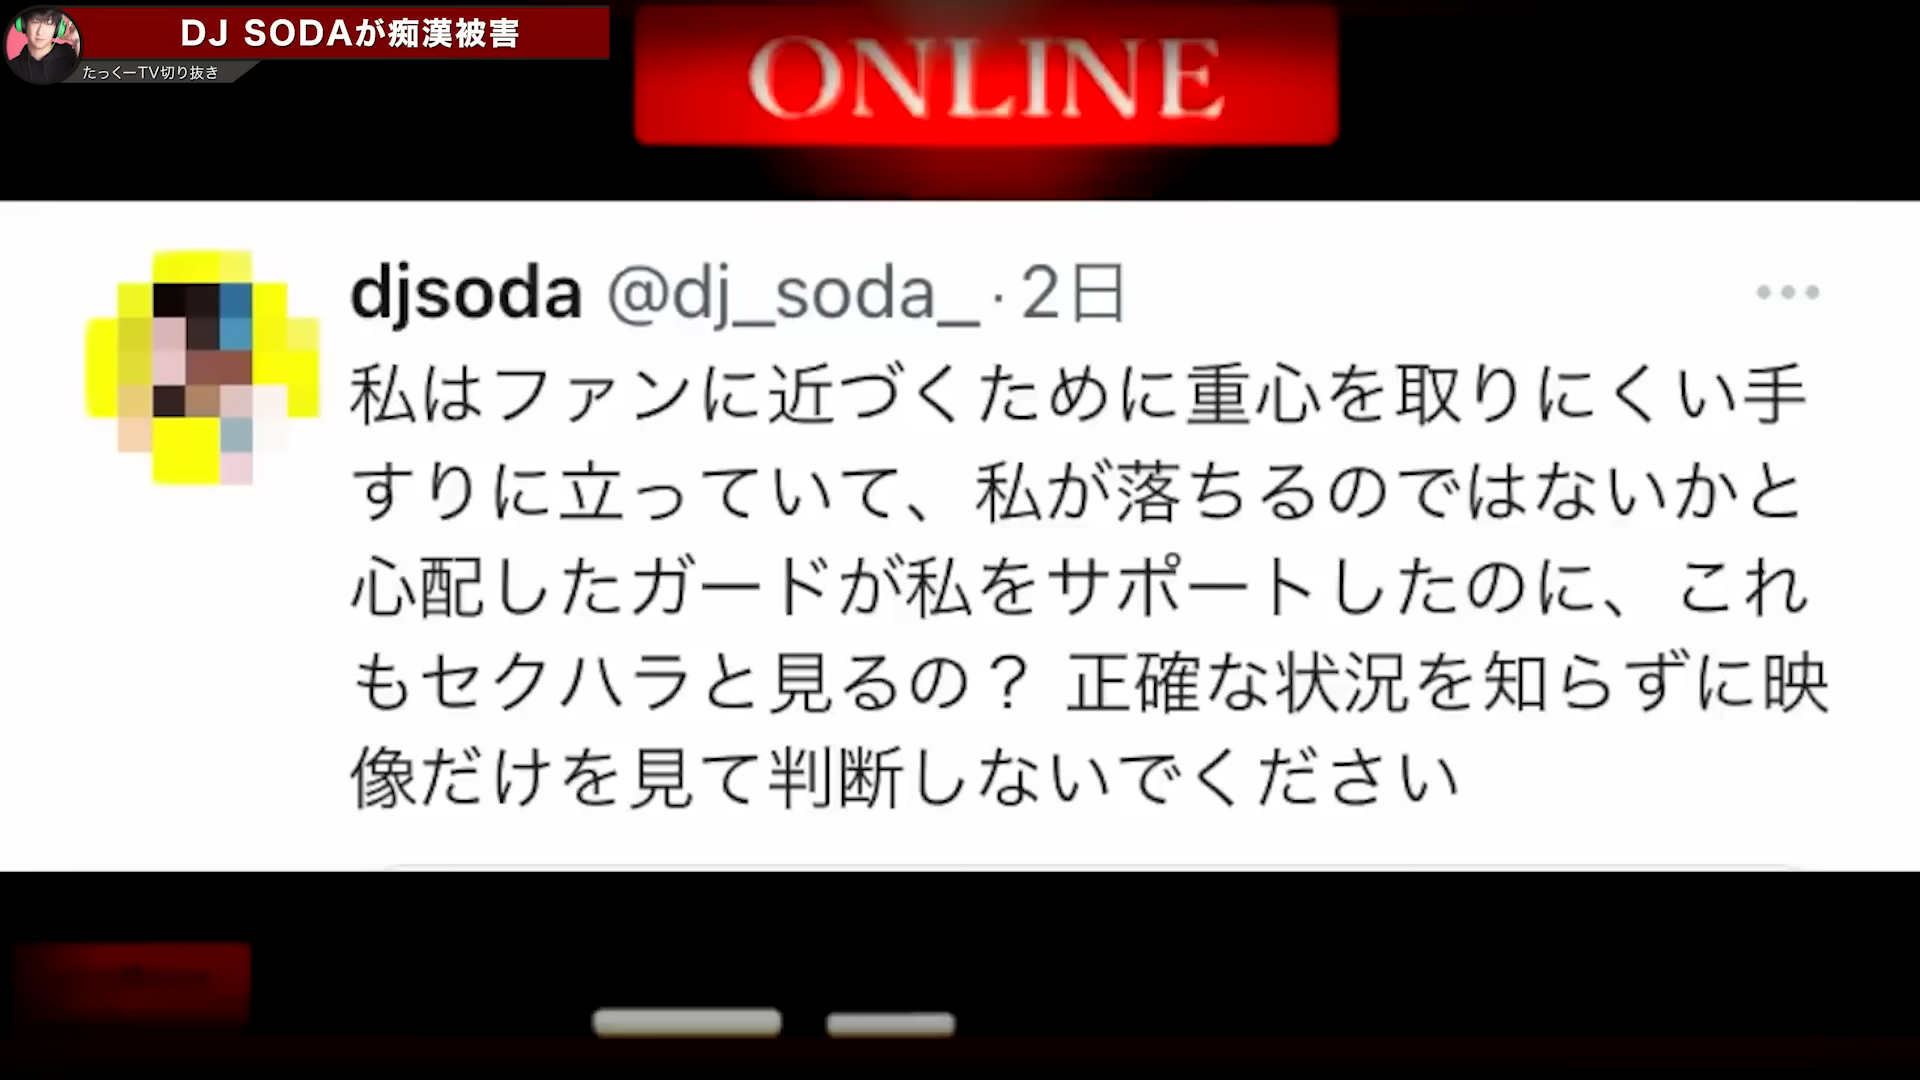 DJ SODAが痴漢被害
たっくーTV切り抜き
ONLINE
djsoda @dj_soda_ · 2日
私はファンに近づくために重心を取りにくい手
すりに立っていて、私が落ちるのではないかと
心配したガードが私をサポートしたのに、これ
もセクハラと見るの？ 正確な状況を知らずに映
像だけを見て判断しないでください